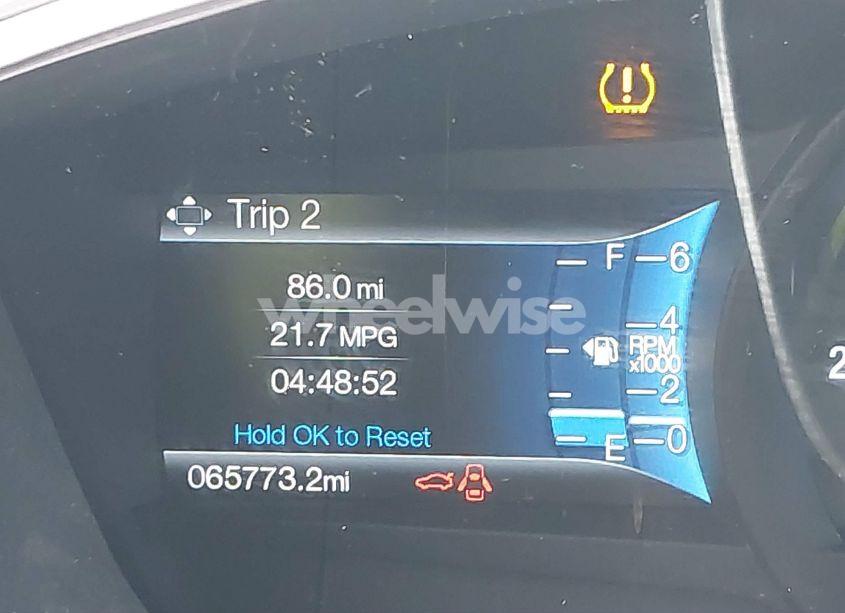 Trip 2
F 6
86.0 mi
wheelwise
21.7 MPG
4
RPM
x1000
04:48:52
2
Hold OK to Reset
E 0
065773.2mi
2